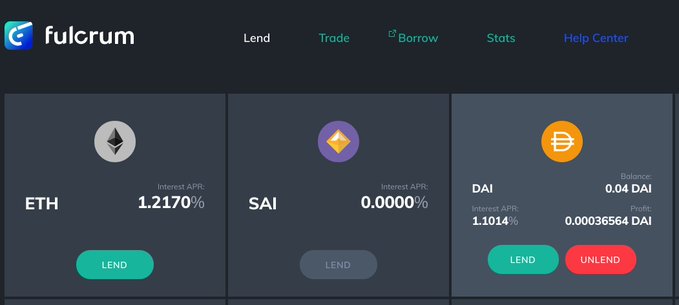 fulcrum
Lend Trade Borrow Stats Help Center
ETH
Interest APR:
1.2170%
LEND
SAI
Interest APR:
0.0000%
LEND
DAI
Balance:
0.04 DAI
Interest APR:
1.1014%
Profit:
0.00036564 DAI
LEND UNLEND